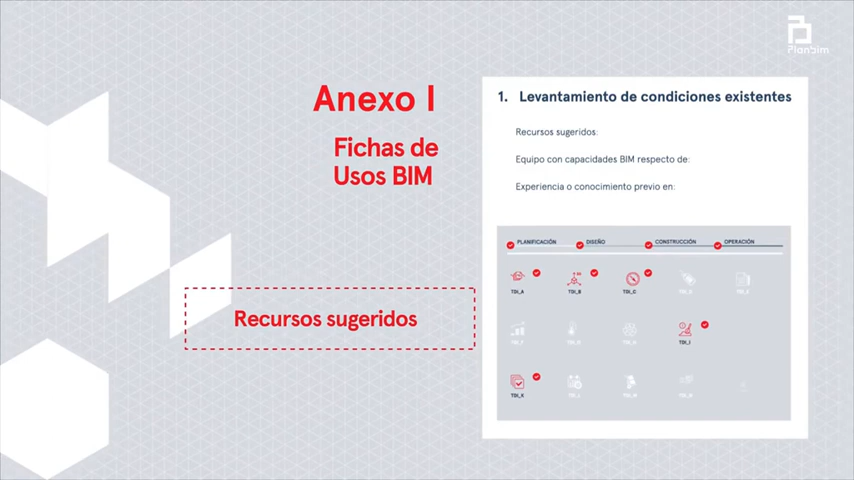 Planbim
Anexo I
Fichas de
Usos BIM
Recursos sugeridos
1. Levantamiento de condiciones existentes
Recursos sugeridos:
Equipo con capacidades BIM respecto de:
Experiencia o conocimiento previo en:
PLANIFICACIÓN DISEÑO CONSTRUCCIÓN OPERACIÓN
TDI_A TDI_B TDI_C
TDI_I
TDI_K